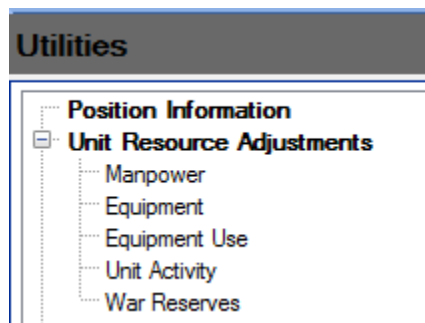 Utilities
Position Information
Unit Resource Adjustments
Manpower
Equipment
Equipment Use
Unit Activity
War Reserves